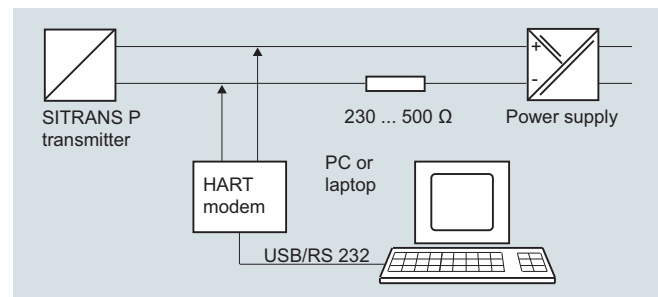 +
-
SITRANS P
transmitter
230 ... 500 Ω
Power supply
HART
modem
PC or
laptop
USB/RS 232